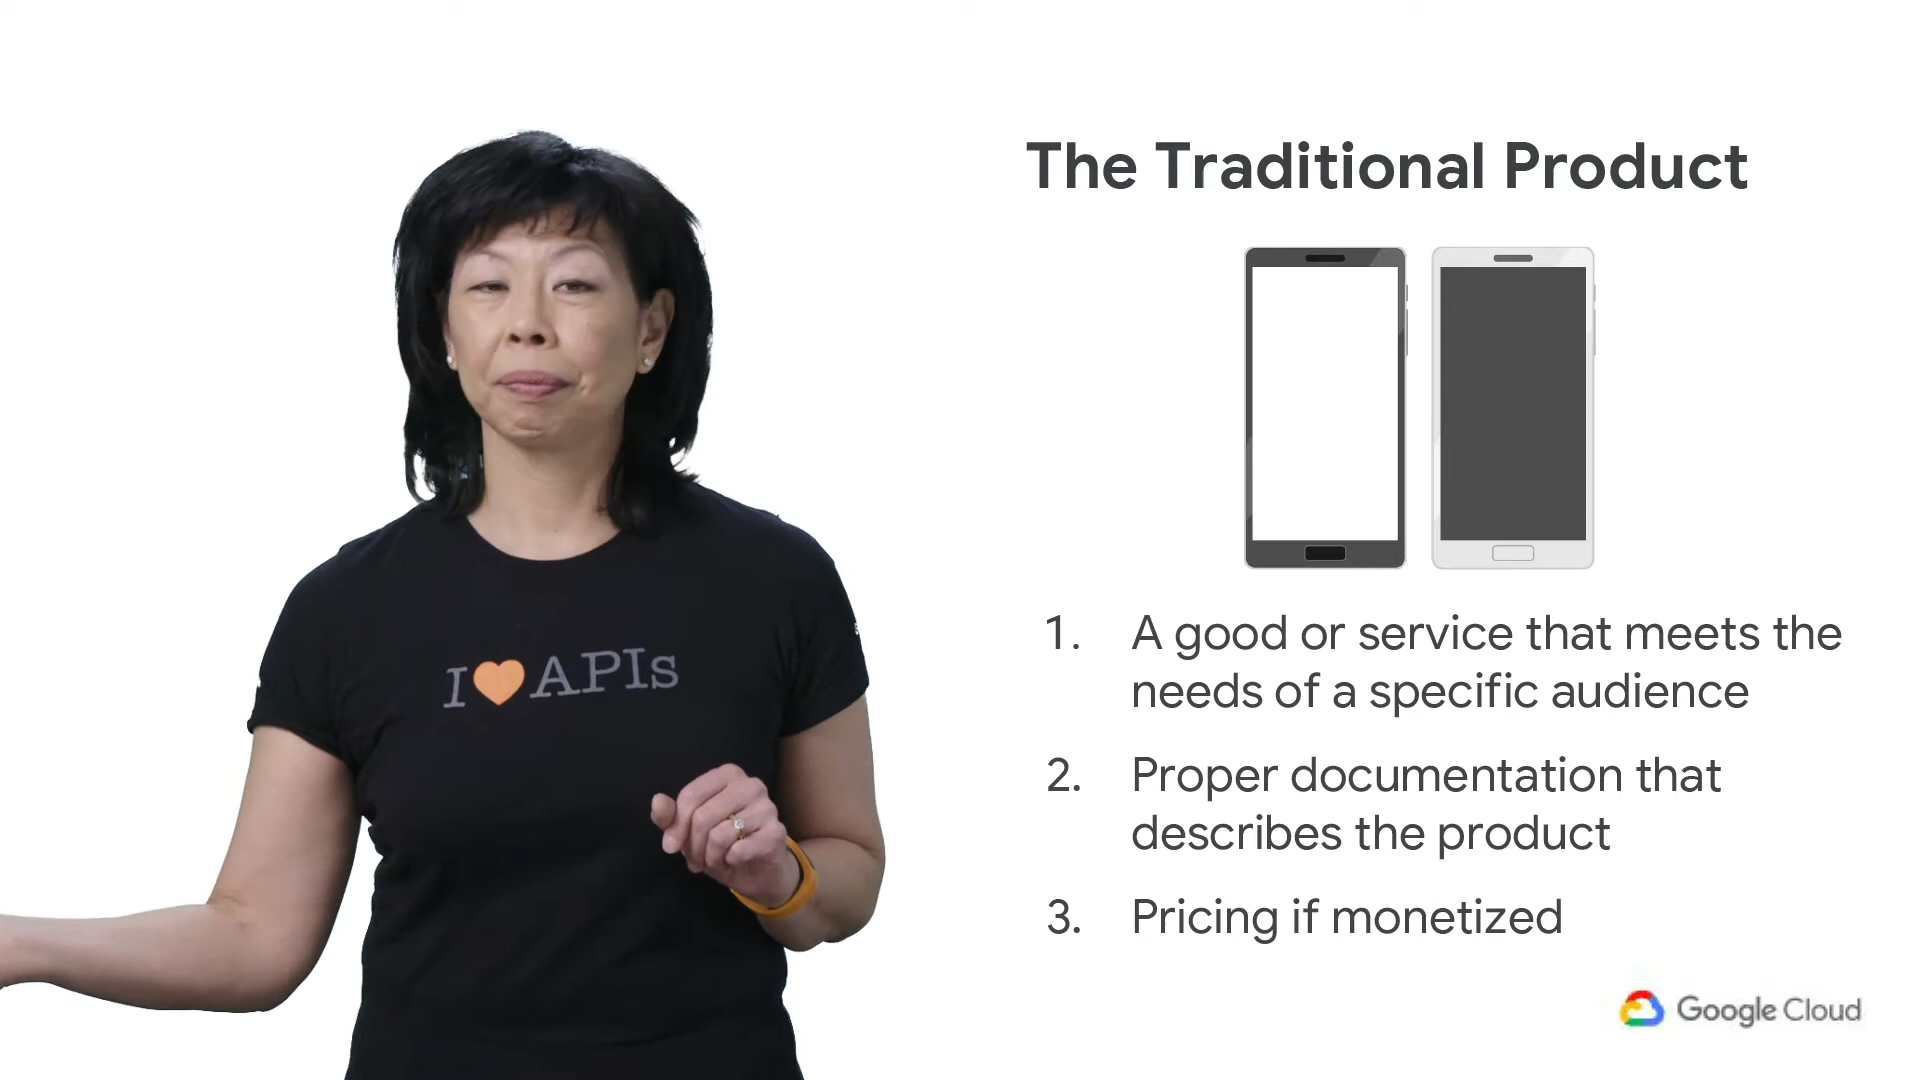 The Traditional Product
I 🧡 APIs
1. A good or service that meets the
needs of a specific audience
2. Proper documentation that
describes the product
3. Pricing if monetized
Google Cloud